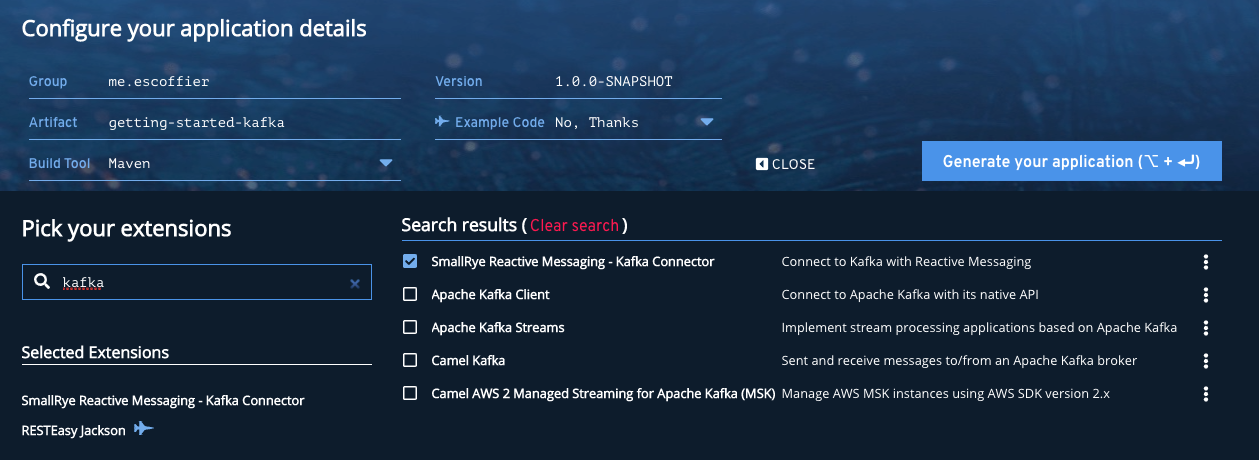 Configure your application details
Group me.escoffier Version 1.0.0-SNAPSHOT
Artifact getting-started-kafka Example Code No, Thanks
Build Tool Maven CLOSE Generate your application (⌥ + ↵)
Pick your extensions
kafka
Selected Extensions
SmallRye Reactive Messaging - Kafka Connector
RESTEasy Jackson
Search results ( Clear search )
SmallRye Reactive Messaging - Kafka Connector Connect to Kafka with Reactive Messaging
Apache Kafka Client Connect to Apache Kafka with its native API
Apache Kafka Streams Implement stream processing applications based on Apache Kafka
Camel Kafka Sent and receive messages to/from an Apache Kafka broker
Camel AWS 2 Managed Streaming for Apache Kafka (MSK) Manage AWS MSK instances using AWS SDK version 2.x